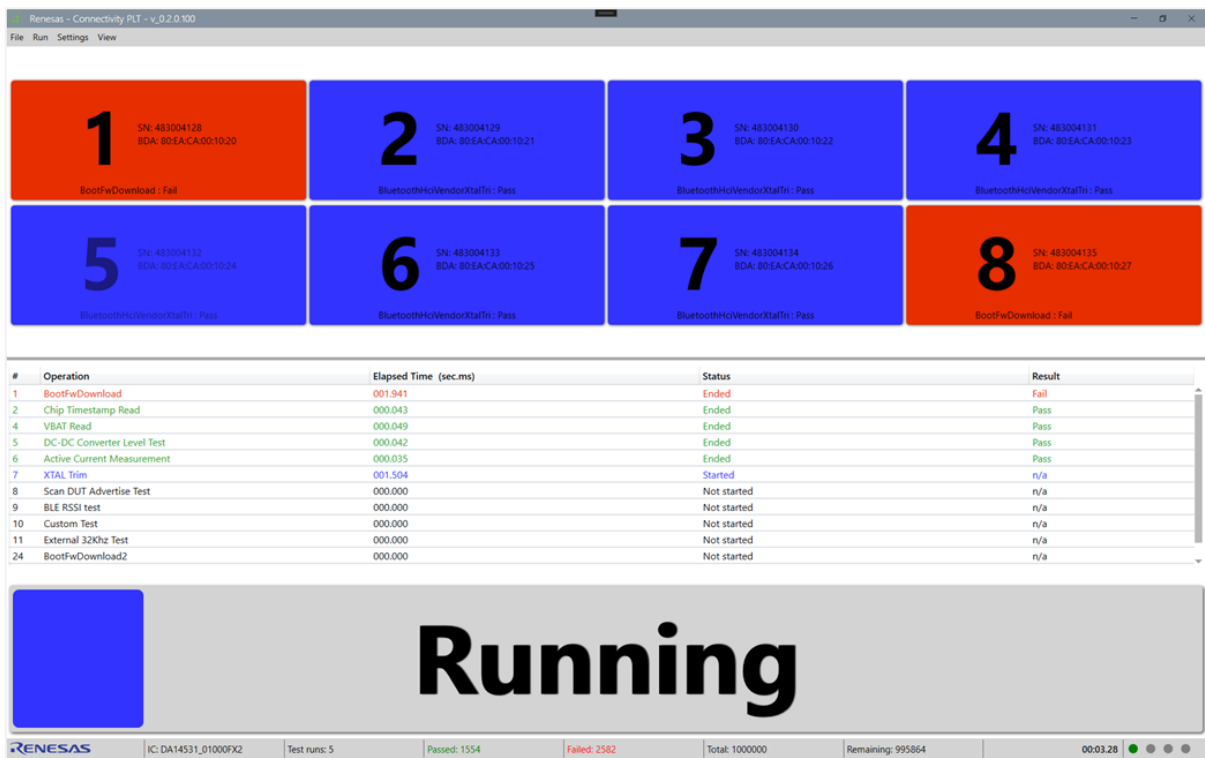 Renesas - Connectivity PLT - v_0.2.0.100
File Run Settings View
1 SN: 483004128
BDA: 80:EA:CA:00:10:20
BootFwDownload : Fail
2 SN: 483004129
BDA: 80:EA:CA:00:10:21
BluetoothHciVendorXtalTri : Pass
3 SN: 483004130
BDA: 80:EA:CA:00:10:22
BluetoothHciVendorXtalTri : Pass
4 SN: 483004131
BDA: 80:EA:CA:00:10:23
BluetoothHciVendorXtalTri : Pass
5 SN: 483004132
BDA: 80:EA:CA:00:10:24
BluetoothHciVendorXtalTri : Pass
6 SN: 483004133
BDA: 80:EA:CA:00:10:25
BluetoothHciVendorXtalTri : Pass
7 SN: 483004134
BDA: 80:EA:CA:00:10:26
BluetoothHciVendorXtalTri : Pass
8 SN: 483004135
BDA: 80:EA:CA:00:10:27
BootFwDownload : Fail
# Operation Elapsed Time (sec.ms) Status Result
1 BootFwDownload 001.941 Ended Fail
2 Chip Timestamp Read 000.043 Ended Pass
4 VBAT Read 000.049 Ended Pass
5 DC-DC Converter Level Test 000.042 Ended Pass
6 Active Current Measurement 000.035 Ended Pass
7 XTAL Trim 001.504 Started n/a
8 Scan DUT Advertise Test 000.000 Not started n/a
9 BLE RSSI test 000.000 Not started n/a
10 Custom Test 000.000 Not started n/a
11 External 32Khz Test 000.000 Not started n/a
24 BootFwDownload2 000.000 Not started n/a
Running
RENESAS IC: DA14531_01000FX2 Test runs: 5 Passed: 1554 Failed: 2582 Total: 1000000 Remaining: 995864 00:03.28